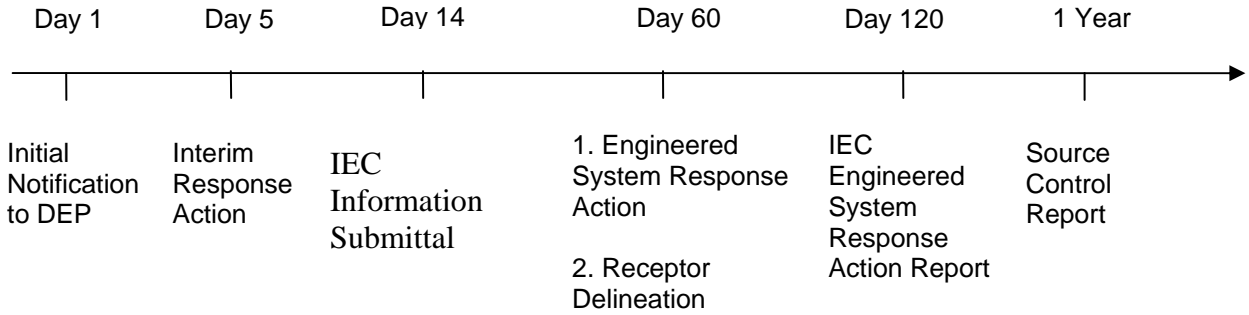 Day 1
Day 5
Day 14
Day 60
Day 120
1 Year
Initial
Notification
to DEP
Interim
Response
Action
IEC
Information
Submittal
1. Engineered
System Response
Action
2. Receptor
Delineation
IEC
Engineered
System
Response
Action Report
Source
Control
Report